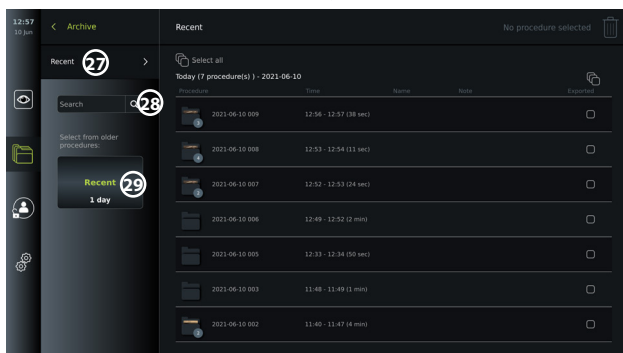 12:57
10 Jun
Archive
Recent
No procedure selected
Recent
27
Search
28
Select from older
procedures:
Recent
29
1 day
Select all
Today (7 procedure(s) ) - 2021-06-10
Procedure Time Name Note Exported
3 2021-06-10 009 12:56 - 12:57 (38 sec)
4 2021-06-10 008 12:53 - 12:54 (11 sec)
2 2021-06-10 007 12:52 - 12:53 (24 sec)
2021-06-10 006 12:49 - 12:52 (2 min)
2021-06-10 005 12:33 - 12:34 (50 sec)
2021-06-10 003 11:48 - 11:49 (1 min)
2 2021-06-10 002 11:40 - 11:47 (4 min)